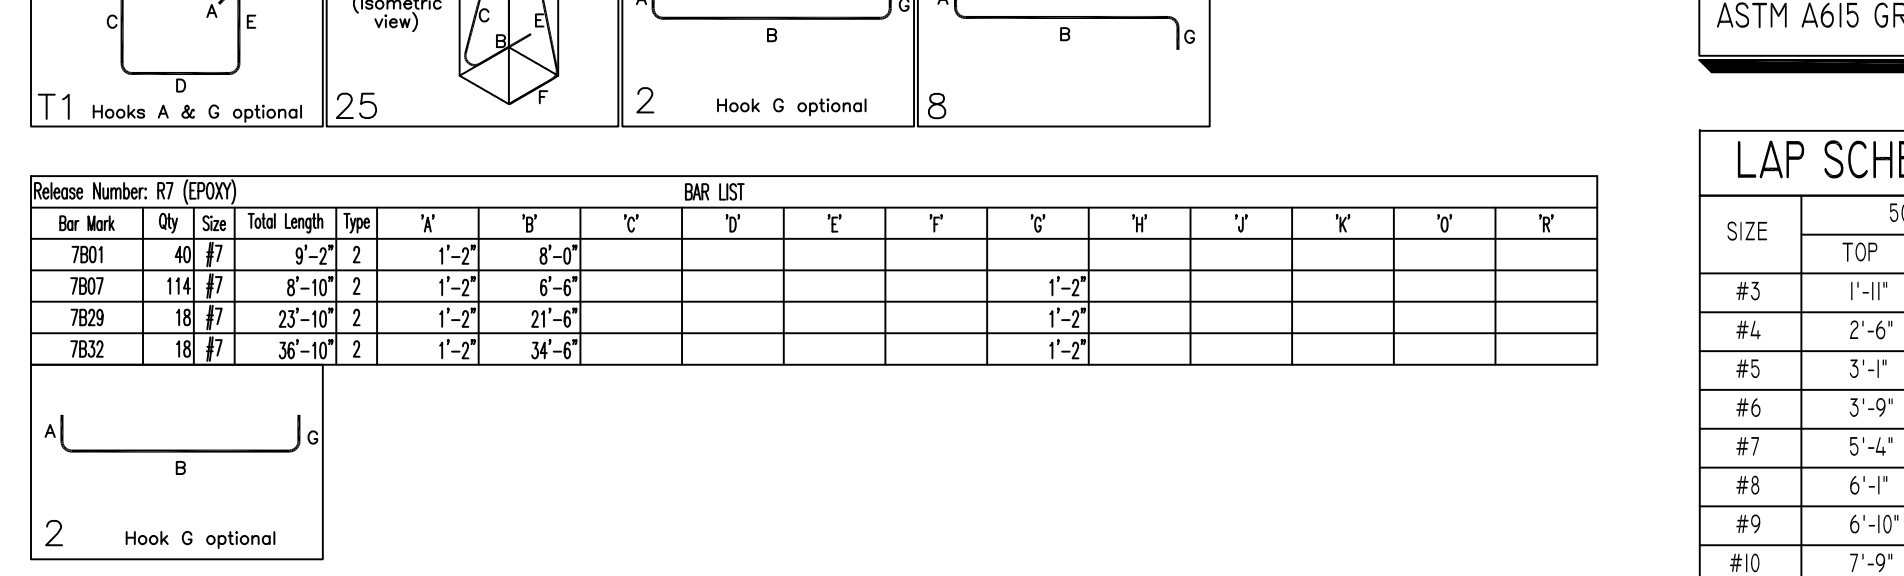 (Isometric
view)
C A E
D
T1 Hooks A & G optional
C E
B
F
25
A G
B
2 Hook G optional
A
B G
8
ASTM A615
Release Number: R7 (EPOXY) BAR LIST
Bar Mark Qty Size Total Length Type 'A' 'B' 'C' 'D' 'E' 'F' 'G' 'H' 'J' 'K' 'O' 'R'
7B01 40 #7 9'-2" 2 1'-2" 8'-0"
7B07 114 #7 8'-10" 2 1'-2" 6'-6" 1'-2"
7B29 18 #7 23'-10" 2 1'-2" 21'-6" 1'-2"
7B32 18 #7 36'-10" 2 1'-2" 34'-6" 1'-2"
A G
B
2 Hook G optional
LAP
SIZE
TOP
#3 1'-11"
#4 2'-6"
#5 3'-1"
#6 3'-9"
#7 5'-4"
#8 6'-1"
#9 6'-10"
#10 7'-9"